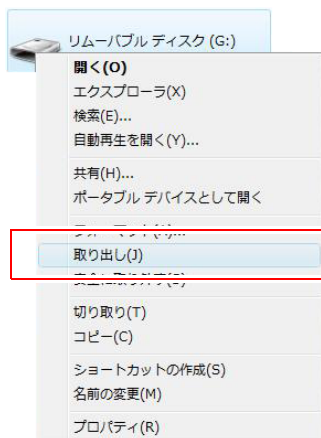 リムーバブル ディスク (G:)
開く(O)
エクスプローラ(X)
検索(E)...
自動再生を開く(Y)...
共有(H)...
ポータブル デバイスとして開く
取り出し(J)
切り取り(T)
コピー(C)
ショートカットの作成(S)
名前の変更(M)
プロパティ(R)